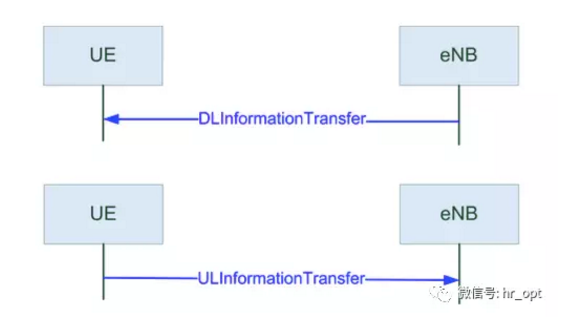 UE
eNB
DLInformationTransfer
UE
eNB
ULInformationTransfer
微信号: hr_opt